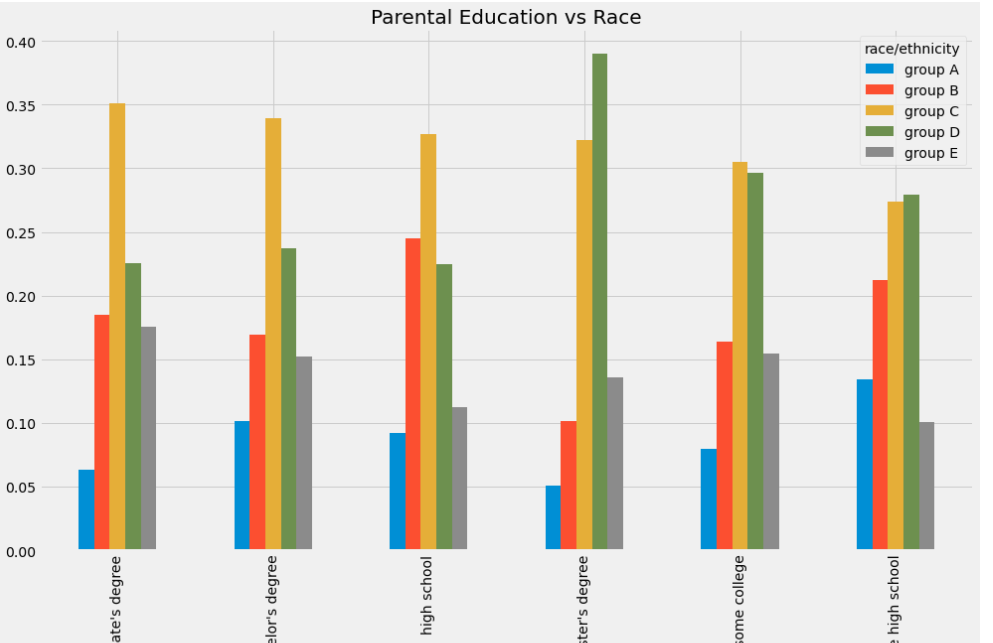 Parental Education vs Race
0.40
0.35
0.30
0.25
0.20
0.15
0.10
0.05
0.00
race/ethnicity
group A
group B
group C
group D
group E
ate's degree
elor's degree
high school
ster's degree
some college
e high school